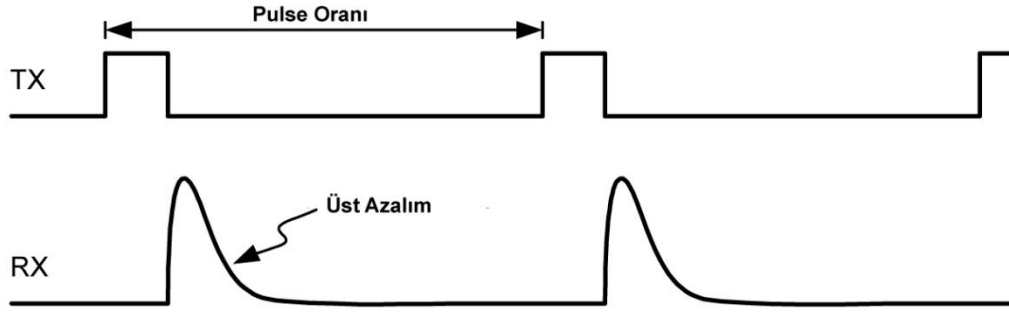 Pulse Oranı
TX
Üst Azalım
RX